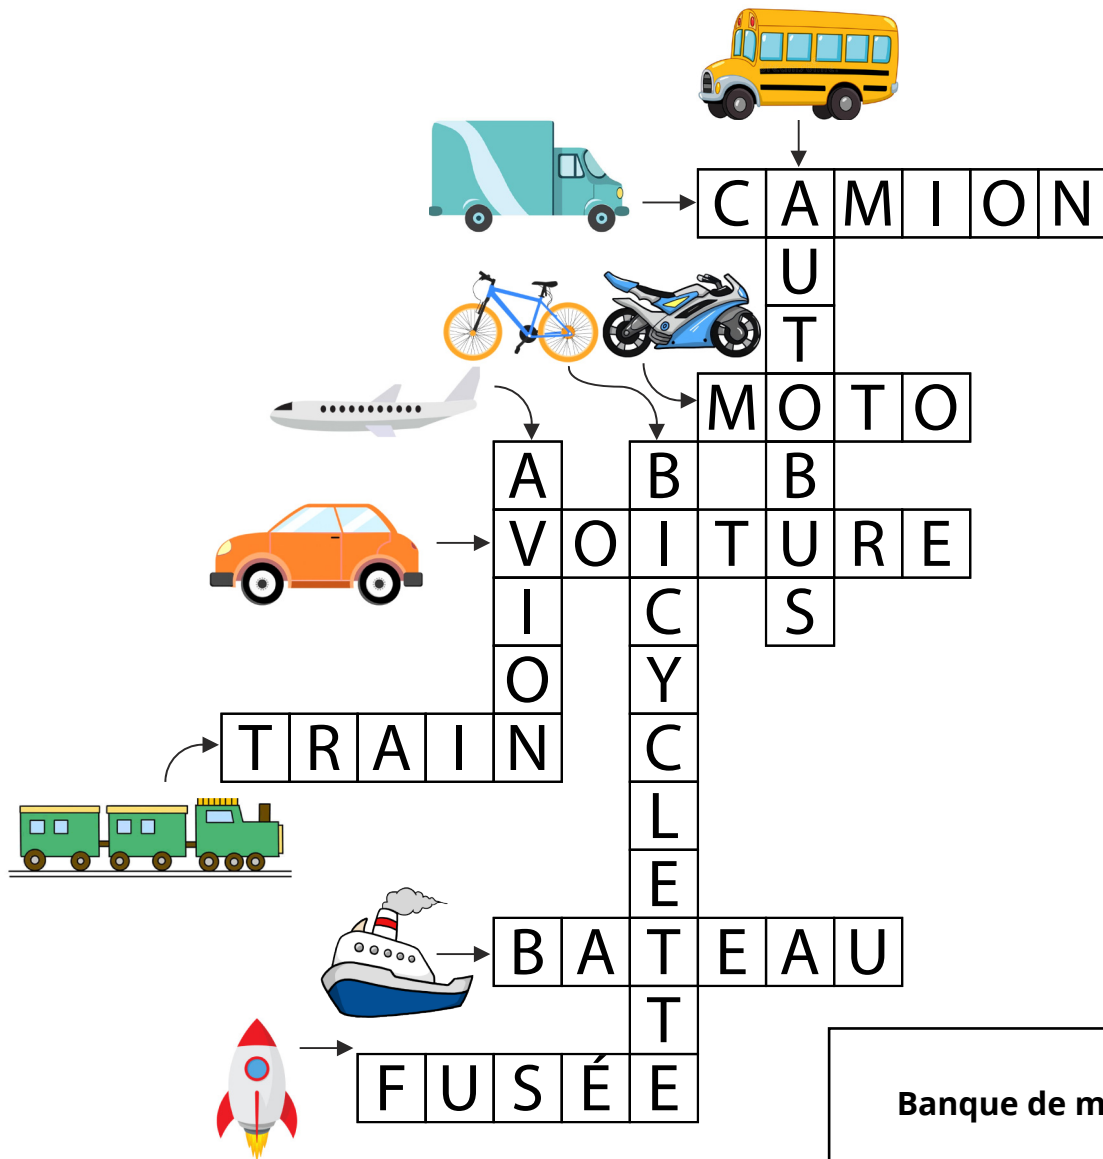 CAMION
AUTOBUS
MOTO
AVION
BICYCLETTE
VOITURE
TRAIN
BATEAU
FUSÉE
Banque de m